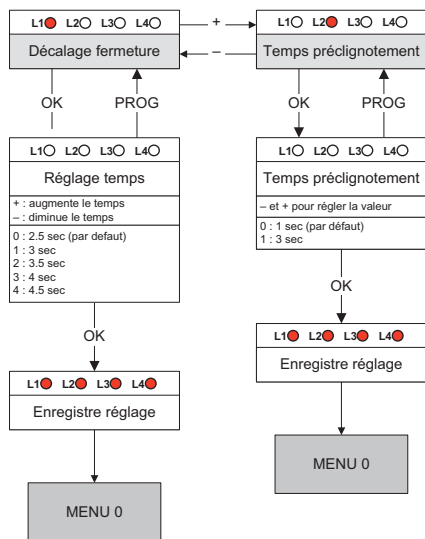 L1 L2 L3 L4
Décalage fermeture
+
–
L1 L2 L3 L4
Temps préclignotement
OK
PROG
OK
PROG
L1 L2 L3 L4
Réglage temps
+ : augmente le temps
– : diminue le temps
0 : 2.5 sec (par defaut)
1 : 3 sec
2 : 3.5 sec
3 : 4 sec
4 : 4.5 sec
L1 L2 L3 L4
Temps préclignotement
– et + pour régler la valeur
0 : 1 sec (par défaut)
1 : 3 sec
OK
OK
L1 L2 L3 L4
Enregistre réglage
L1 L2 L3 L4
Enregistre réglage
MENU 0
MENU 0